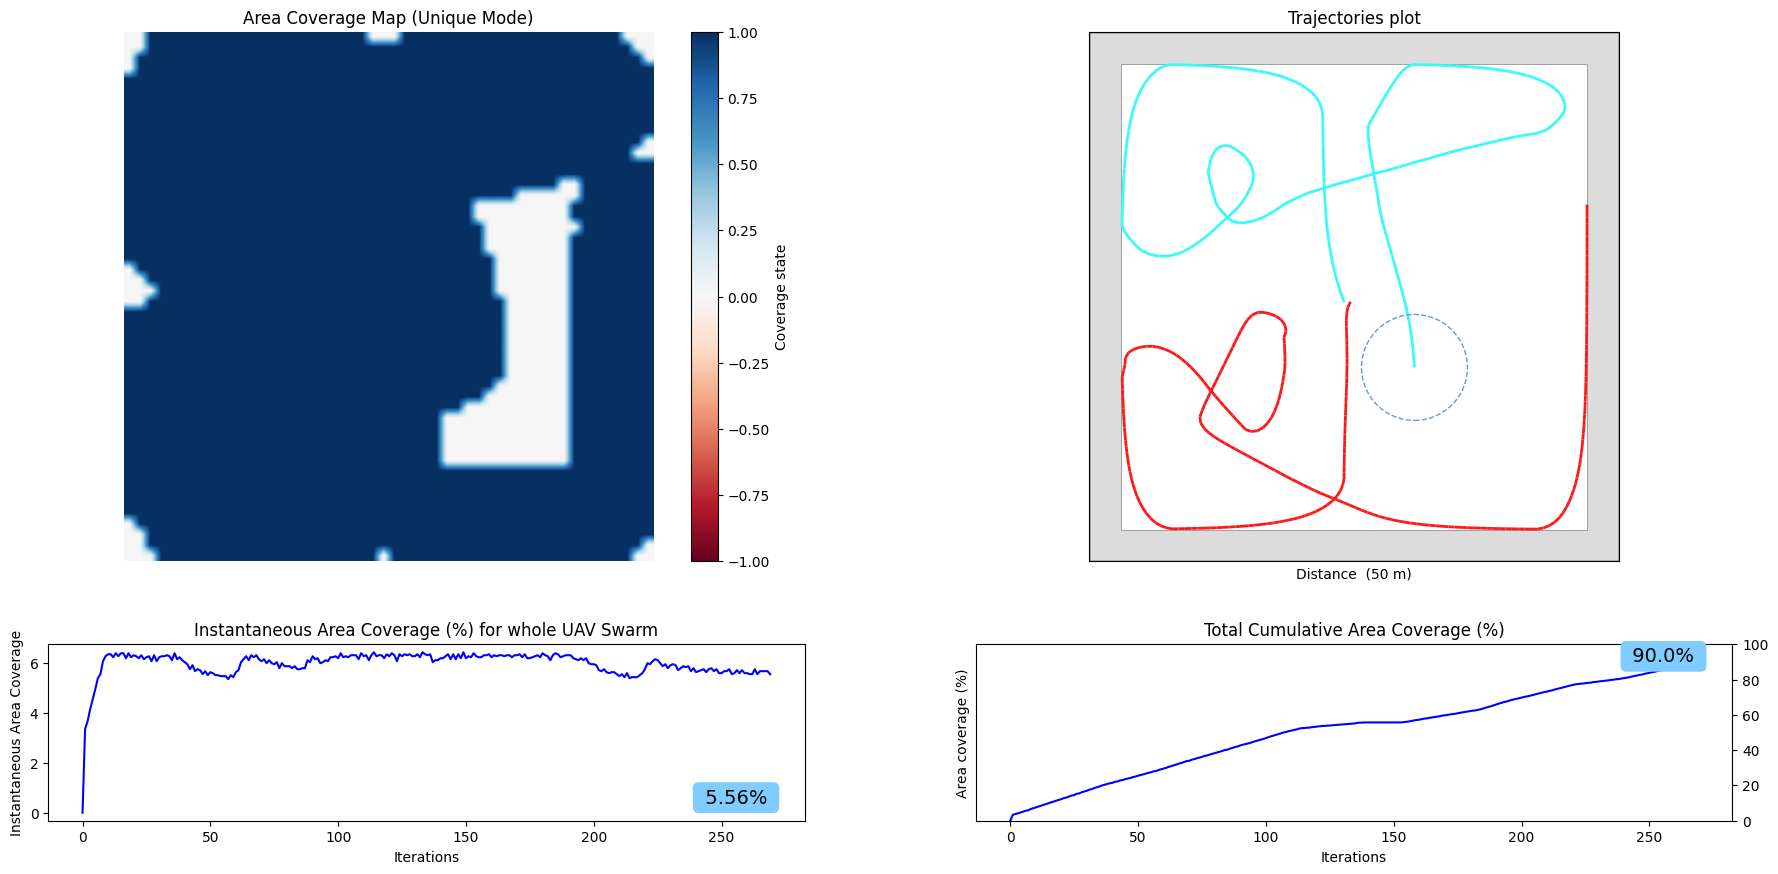 Area Coverage Map (Unique Mode)
1.00
0.75
0.50
0.25
0.00
−0.25
−0.50
−0.75
−1.00
Coverage state
Trajectories plot
Distance  (50 m)
Instantaneous Area Coverage (%) for whole UAV Swarm
Instantaneous Area Coverage
6
4
2
0
5.56%
0 50 100 150 200 250
Iterations
Total Cumulative Area Coverage (%)
Area coverage (%)
90.0%
100
80
60
40
20
0
0 50 100 150 200 250
Iterations